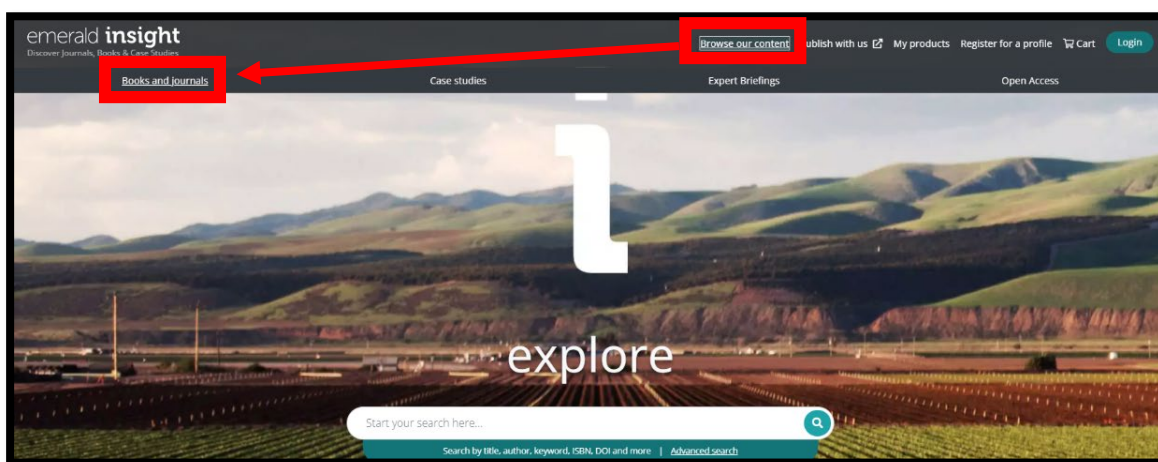 emerald insight
Discover Journals, Books & Case Studies
Browse our content ublish with us My products Register for a profile Cart Login
Books and journals Case studies Expert Briefings Open Access
explore
Start your search here...
Search by title, author, keyword, ISBN, DOI and more | Advanced search